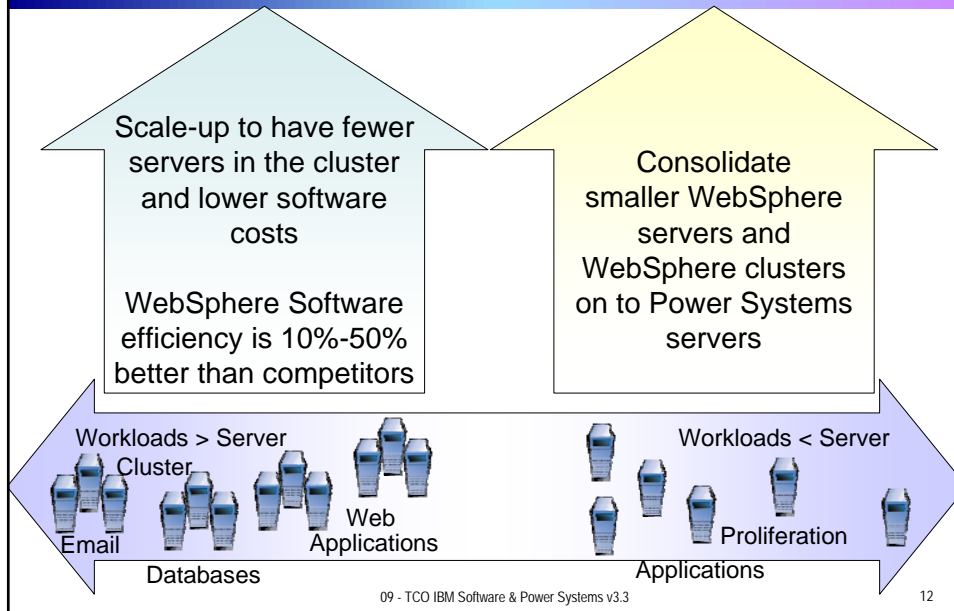 Scale-up to have fewer
servers in the cluster
and lower software
costs
WebSphere Software
efficiency is 10%-50%
better than competitors
Consolidate
smaller WebSphere
servers and
WebSphere clusters
on to Power Systems
servers
Workloads > Server
Cluster
Email
Databases
Web
Applications
Workloads < Server
Proliferation
Applications
09 - TCO IBM Software & Power Systems v3.3
12